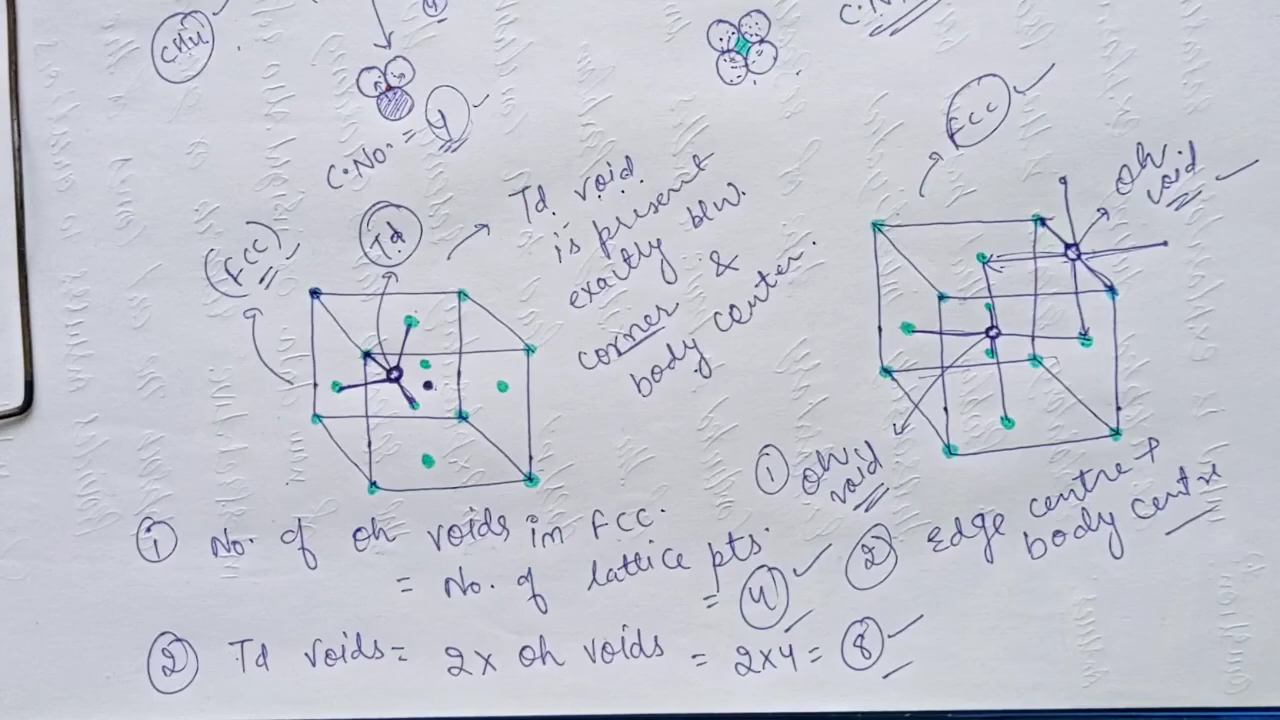 CHU
C.No. = 4
FCC
Td
Td. void
is present
exactly b/w.
corner &
body center.
FCC
Oh.
void
① Oh
void
② Edge centre +
body centre
① No. of Oh voids in FCC.
= No. of lattice pts.
= 4
② Td voids = 2x Oh voids = 2x4 = 8